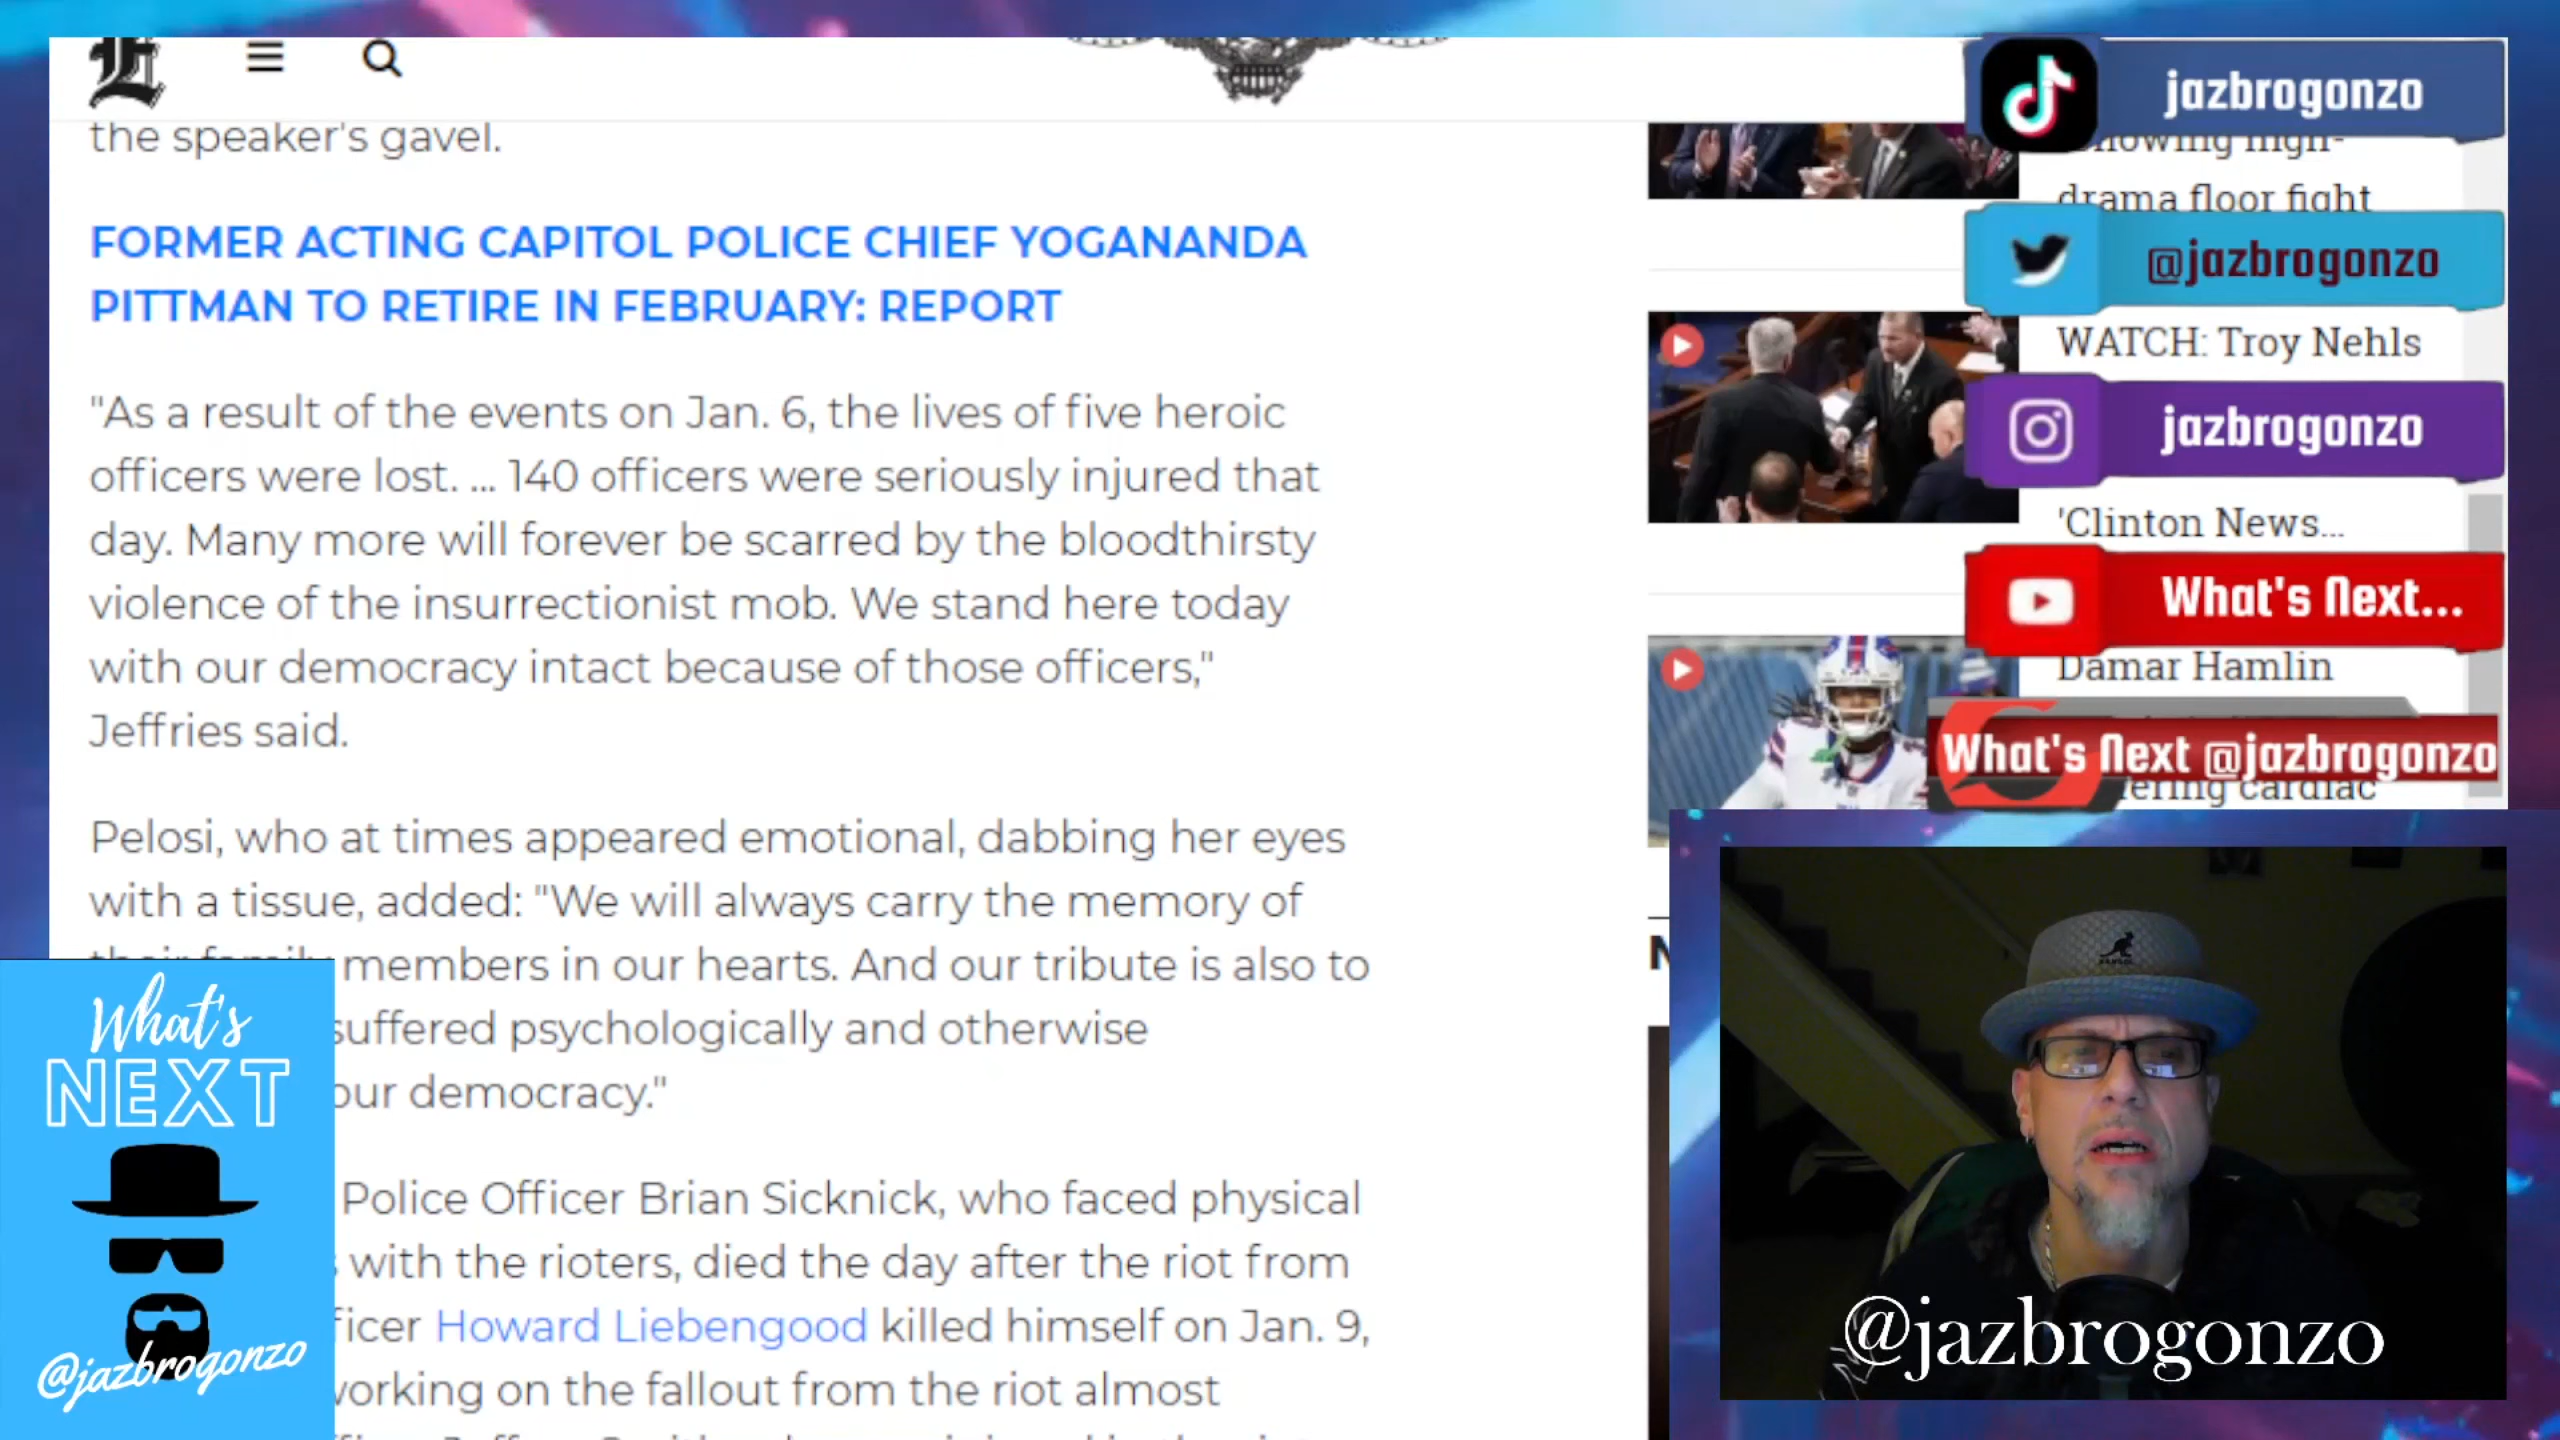 the speaker's gavel.
FORMER ACTING CAPITOL POLICE CHIEF YOGANANDA
PITTMAN TO RETIRE IN FEBRUARY: REPORT
"As a result of the events on Jan. 6, the lives of five heroic
officers were lost. ... 140 officers were seriously injured that
day. Many more will forever be scarred by the bloodthirsty
violence of the insurrectionist mob. We stand here today
with our democracy intact because of those officers,"
Jeffries said.
Pelosi, who at times appeared emotional, dabbing her eyes
with a tissue, added: "We will always carry the memory of
their family members in our hearts. And our tribute is also to
suffered psychologically and otherwise
our democracy."
Police Officer Brian Sicknick, who faced physical
with the rioters, died the day after the riot from
Howard Liebengood killed himself on Jan. 9,
working on the fallout from the riot almost
drama floor fight
WATCH: Troy Nehls
'Clinton News...
Damar Hamlin
cardiac
jazbrogonzo
@jazbrogonzo
jazbrogonzo
What's Next...
What's Next @jazbrogonzo
What's
NEXT
@jazbrogonzo
KANGOL
@jazbrogonzo